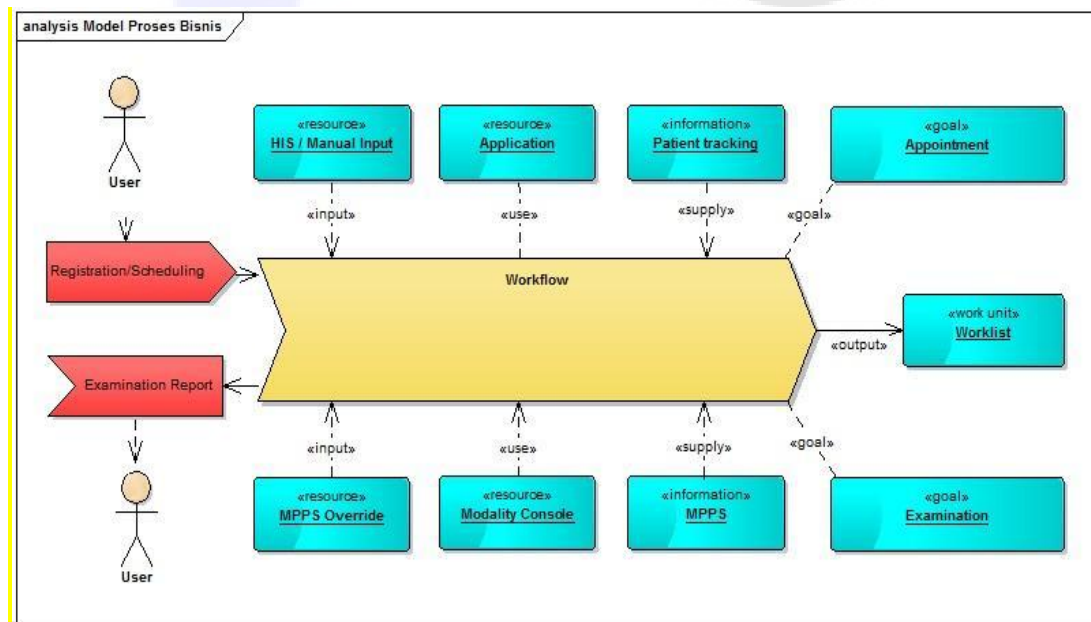 analysis Model Proses Bisnis
User
«resource»
HIS / Manual Input
«resource»
Application
«information»
Patient tracking
«goal»
Appointment
«input»
«use»
«supply»
«goal»
Registration/Scheduling
Workflow
«work unit»
Worklist
«output»
Examination Report
«input»
«use»
«supply»
«goal»
«resource»
MPPS Override
«resource»
Modality Console
«information»
MPPS
«goal»
Examination
User